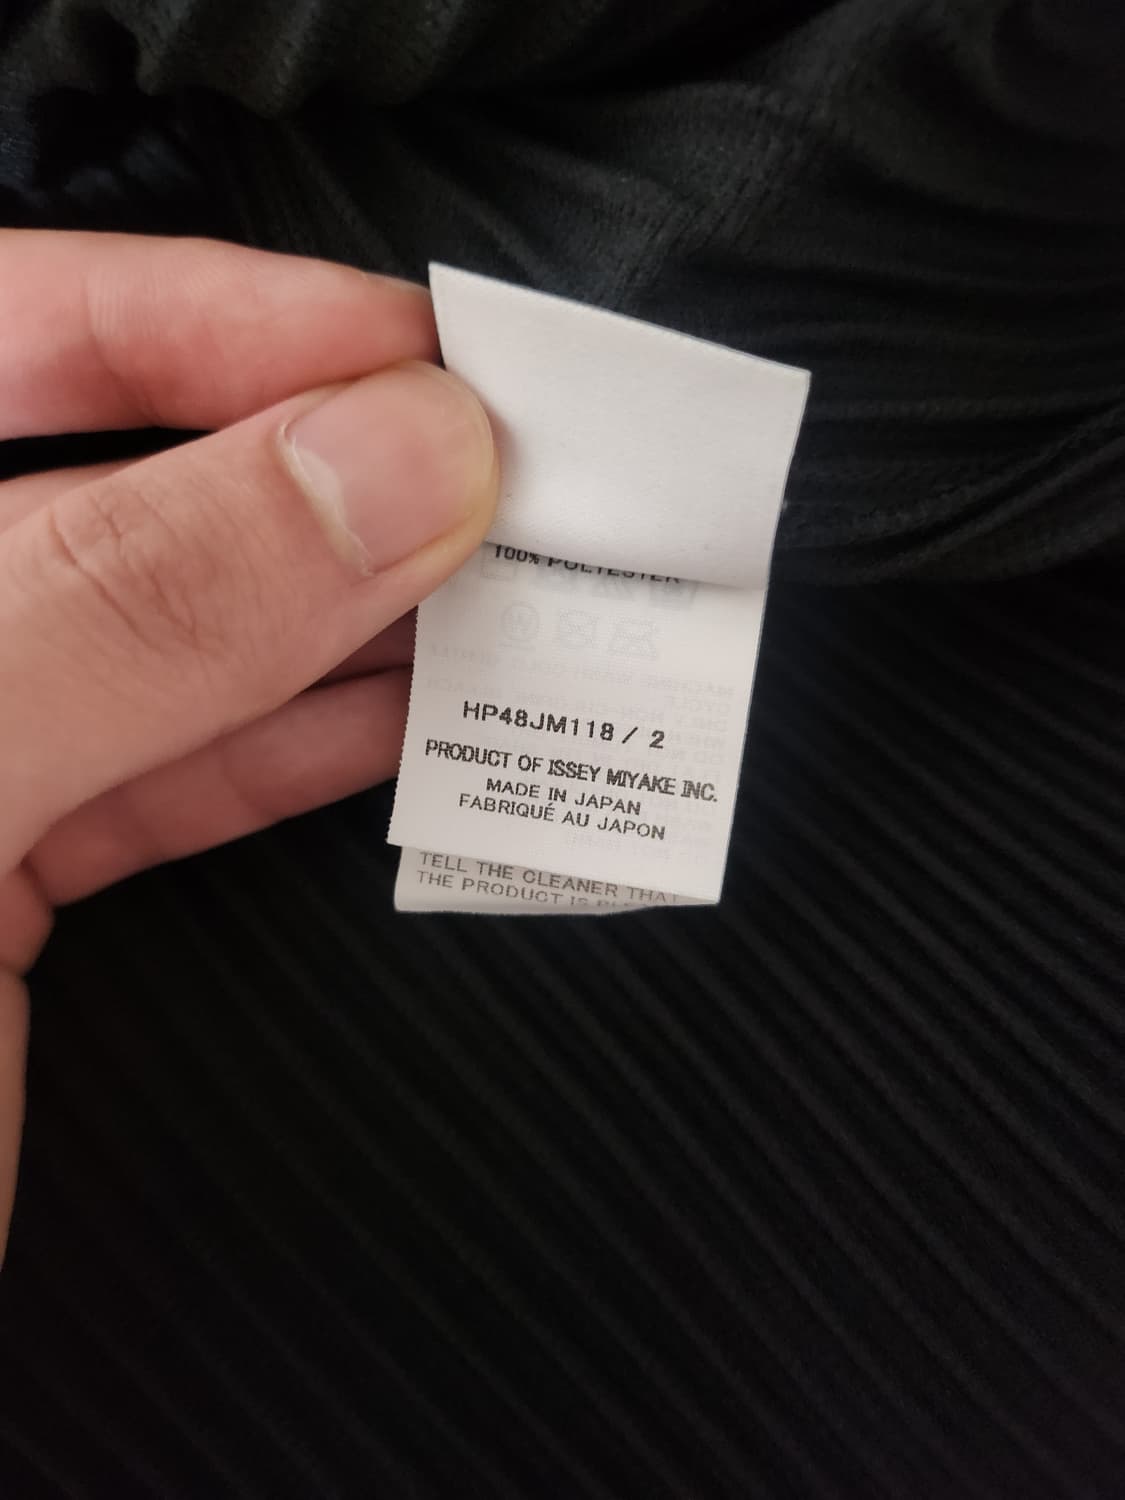 100% POLYESTER
HP48JM118 / 2
PRODUCT OF ISSEY MIYAKE INC.
MADE IN JAPAN
FABRIQUÉ AU JAPON
TELL THE CLEANER THAT
THE PRODUCT IS